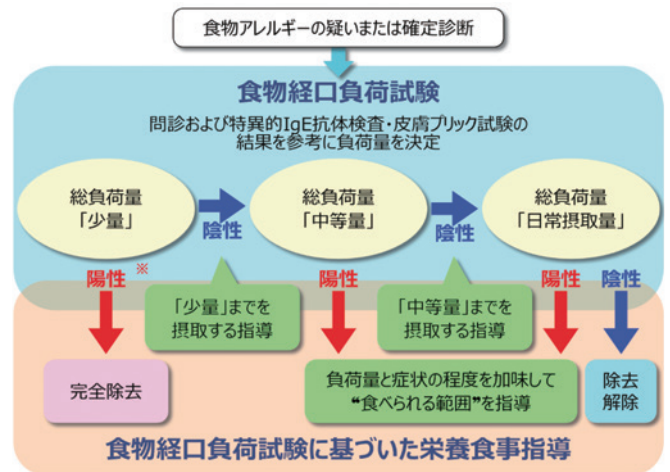 食物アレルギーの疑いまたは確定診断
食物経口負荷試験
問診および特異的IgE抗体検査・皮膚プリック試験の
結果を参考に負荷量を決定
総負荷量
「少量」
陰性
総負荷量
「中等量」
陰性
総負荷量
「日常摂取量」
陽性※
「少量」までを
摂取する指導
陽性
「中等量」までを
摂取する指導
陽性
陰性
完全除去
負荷量と症状の程度を加味して
“食べられる範囲”を指導
除去
解除
食物経口負荷試験に基づいた栄養食事指導